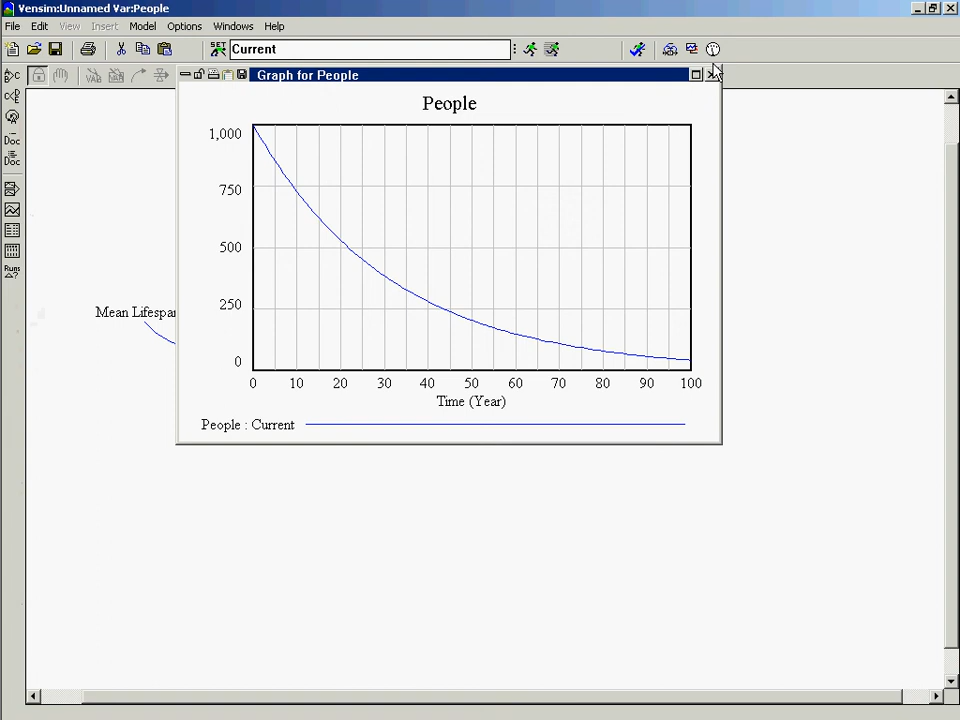 Vensim:Unnamed Var:People
File Edit View Insert Model Options Windows Help
SET Current
Graph for People
People
1,000
750
500
250
0
0 10 20 30 40 50 60 70 80 90 100
Time (Year)
People : Current
Mean Lifespan
Doc
Doc
Runs